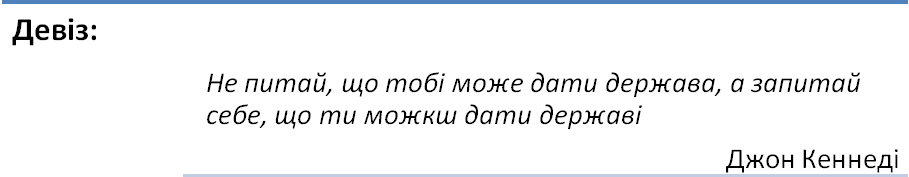 Девіз:
Не питай, що тобі може дати держава, а запитай
себе, що ти можкш дати державі
Джон Кеннеді